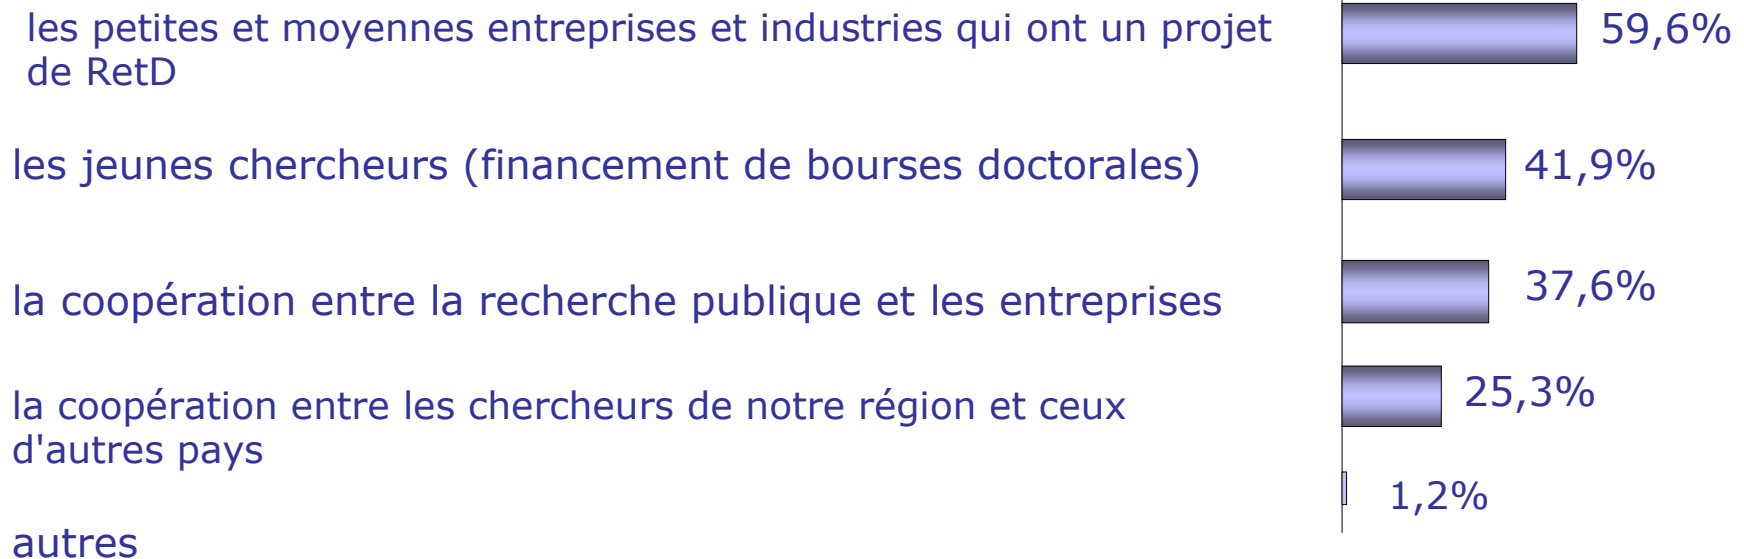 les petites et moyennes entreprises et industries qui ont un projet
de RetD
59,6%
les jeunes chercheurs (financement de bourses doctorales)
41,9%
la coopération entre la recherche publique et les entreprises
37,6%
la coopération entre les chercheurs de notre région et ceux
d'autres pays
25,3%
autres
1,2%